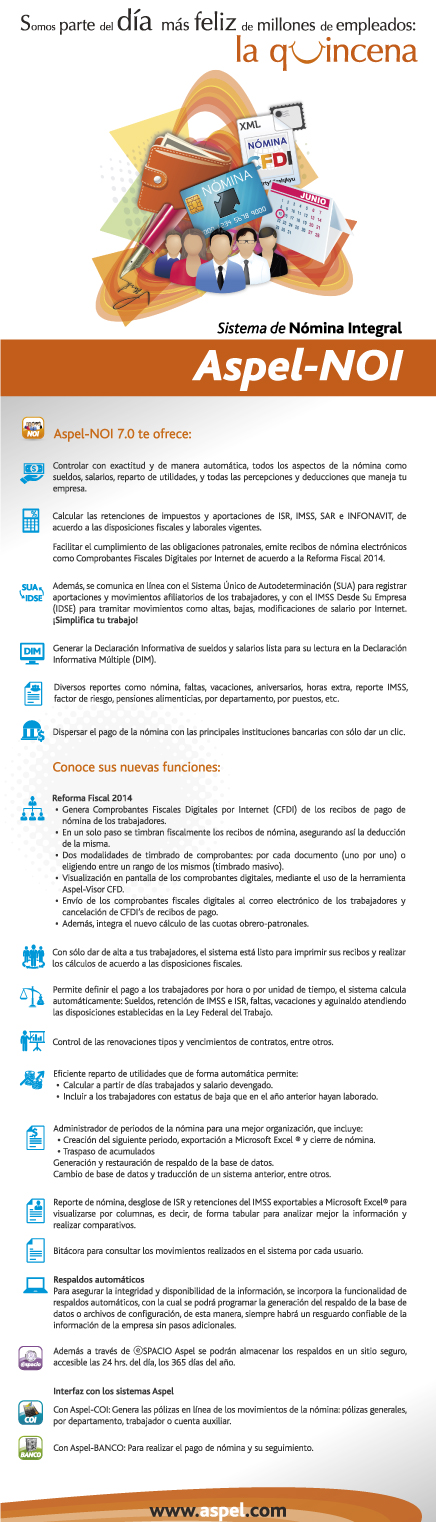 Somos parte del día más feliz de millones de empleados:
la quincena
XML
NÓMINA
CFDI
NÓMINA
JUNIO
Sistema de Nómina Integral
Aspel-NOI
NOI
Aspel-NOI 7.0 te ofrece:
Controlar con exactitud y de manera automática, todos los aspectos de la nómina como
sueldos, salarios, reparto de utilidades, y todas las percepciones y deducciones que maneja tu
empresa.
Calcular las retenciones de impuestos y aportaciones de ISR, IMSS, SAR e INFONAVIT, de
acuerdo a las disposiciones fiscales y laborales vigentes.
Facilitar el cumplimiento de las obligaciones patronales, emite recibos de nómina electrónicos
como Comprobantes Fiscales Digitales por Internet de acuerdo a la Reforma Fiscal 2014.
SUA
IDSE
Además, se comunica en línea con el Sistema Único de Autodeterminación (SUA) para registrar
aportaciones y movimientos afiliatorios de los trabajadores, y con el IMSS Desde Su Empresa
(IDSE) para tramitar movimientos como altas, bajas, modificaciones de salario por Internet.
¡Simplifica tu trabajo!
DIM
Generar la Declaración Informativa de sueldos y salarios lista para su lectura en la Declaración
Informativa Múltiple (DIM).
Diversos reportes como nómina, faltas, vacaciones, aniversarios, horas extra, reporte IMSS,
factor de riesgo, pensiones alimenticias, por departamento, por puestos, etc.
Dispersar el pago de la nómina con las principales instituciones bancarias con sólo dar un clic.
Conoce sus nuevas funciones:
Reforma Fiscal 2014
• Genera Comprobantes Fiscales Digitales por Internet (CFDI) de los recibos de pago de
nómina de los trabajadores.
• En un solo paso se timbran fiscalmente los recibos de nómina, asegurando así la deducción
de la misma.
• Dos modalidades de timbrado de comprobantes: por cada documento (uno por uno) o
eligiendo entre un rango de los mismos (timbrado masivo).
• Visualización en pantalla de los comprobantes digitales, mediante el uso de la herramienta
Aspel-Visor CFD.
• Envío de los comprobantes fiscales digitales al correo electrónico de los trabajadores y
cancelación de CFDI's de recibos de pago.
• Además, integra el nuevo cálculo de las cuotas obrero-patronales.
Con sólo dar de alta a tus trabajadores, el sistema está listo para imprimir sus recibos y realizar
los cálculos de acuerdo a las disposiciones fiscales.
Permite definir el pago a los trabajadores por hora o por unidad de tiempo, el sistema calcula
automáticamente: Sueldos, retención de IMSS e ISR, faltas, vacaciones y aguinaldo atendiendo
las disposiciones establecidas en la Ley Federal del Trabajo.
Control de las renovaciones tipos y vencimientos de contratos, entre otros.
Eficiente reparto de utilidades que de forma automática permite:
• Calcular a partir de días trabajados y salario devengado.
• Incluir a los trabajadores con estatus de baja que en el año anterior hayan laborado.
Administrador de periodos de la nómina para una mejor organización, que incluye:
• Creación del siguiente periodo, exportación a Microsoft Excel ® y cierre de nómina.
• Traspaso de acumulados
Generación y restauración de respaldo de la base de datos.
Cambio de base de datos y traducción de un sistema anterior, entre otros.
Reporte de nómina, desglose de ISR y retenciones del IMSS exportables a Microsoft Excel® para
visualizarse por columnas, es decir, de forma tabular para analizar mejor la información y
realizar comparativos.
Bitácora para consultar los movimientos realizados en el sistema por cada usuario.
Respaldos automáticos
Para asegurar la integridad y disponibilidad de la información, se incorpora la funcionalidad de
respaldos automáticos, con la cual se podrá programar la generación del respaldo de la base de
datos o archivos de configuración, de esta manera, siempre habrá un resguardo confiable de la
información de la empresa sin pasos adicionales.
espacio
Además a través de ⓔSPACIO Aspel se podrán almacenar los respaldos en un sitio seguro,
accesible las 24 hrs. del día, los 365 días del año.
Interfaz con los sistemas Aspel
COI
Con Aspel-COI: Genera las pólizas en línea de los movimientos de la nómina: pólizas generales,
por departamento, trabajador o cuenta auxiliar.
BANCO
Con Aspel-BANCO: Para realizar el pago de nómina y su seguimiento.
www.aspel.com